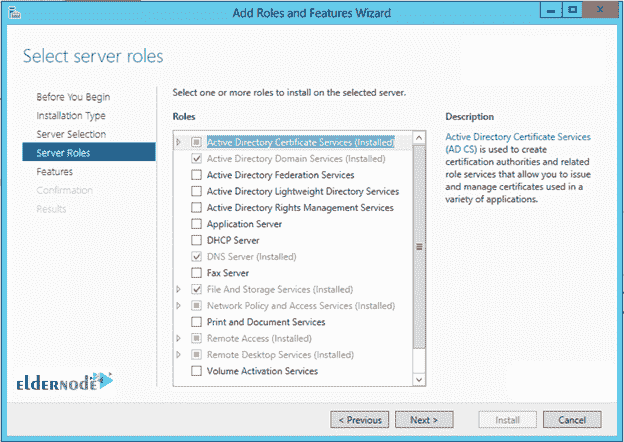 Add Roles and Features Wizard
Select server roles
Before You Begin
Installation Type
Server Selection
Server Roles
Features
Confirmation
Results
Select one or more roles to install on the selected server.
Roles
Active Directory Certificate Services (Installed)
Active Directory Domain Services (Installed)
Active Directory Federation Services
Active Directory Lightweight Directory Services
Active Directory Rights Management Services
Application Server
DHCP Server
DNS Server (Installed)
Fax Server
File And Storage Services (Installed)
Network Policy and Access Services (Installed)
Print and Document Services
Remote Access (Installed)
Remote Desktop Services (Installed)
Volume Activation Services
Description
Active Directory Certificate Services
(AD CS) is used to create
certification authorities and related
role services that allow you to issue
and manage certificates used in a
variety of applications.
elderNode
< Previous
Next >
Install
Cancel